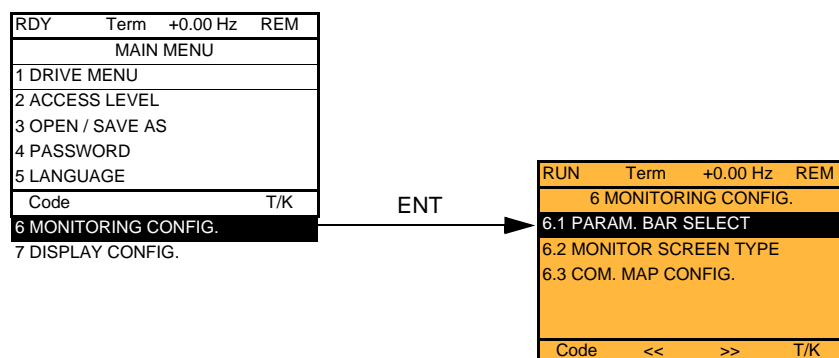 RDY Term +0.00 Hz REM
MAIN MENU
1 DRIVE MENU
2 ACCESS LEVEL
3 OPEN / SAVE AS
4 PASSWORD
5 LANGUAGE
Code T/K
6 MONITORING CONFIG.
7 DISPLAY CONFIG.
ENT
RUN Term +0.00 Hz REM
6 MONITORING CONFIG.
6.1 PARAM. BAR SELECT
6.2 MONITOR SCREEN TYPE
6.3 COM. MAP CONFIG.
Code << >> T/K